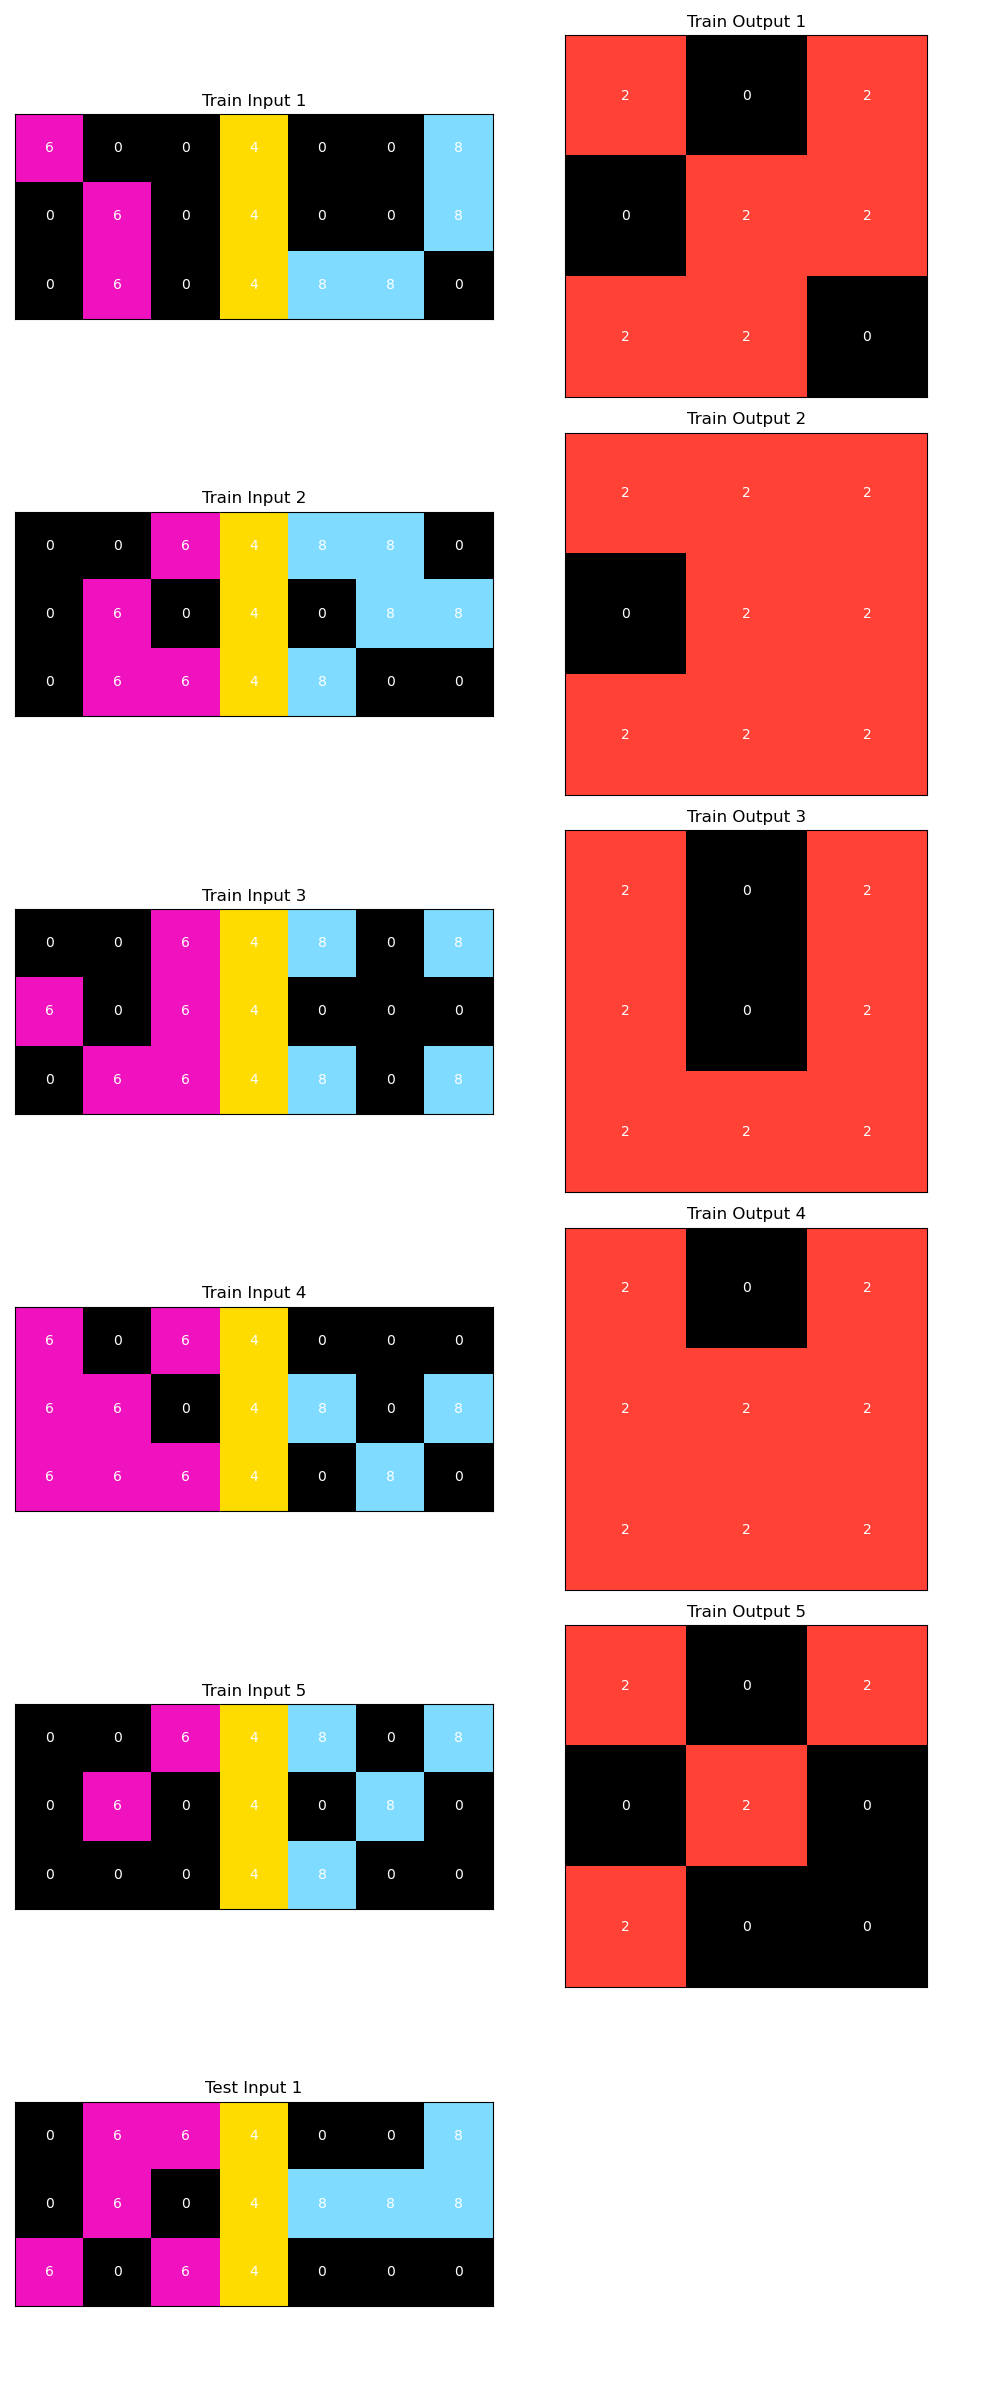 Train Output 1
Train Input 1
2 0 2
6 0 0 4 0 0 8
0 6 0 4 0 0 8
0 2 2
0 6 0 4 8 8 0
2 2 0
Train Output 2
Train Input 2
2 2 2
0 0 6 4 8 8 0
0 6 0 4 0 8 8
0 2 2
0 6 6 4 8 0 0
2 2 2
Train Output 3
Train Input 3
2 0 2
0 0 6 4 8 0 8
6 0 6 4 0 0 0
2 0 2
0 6 6 4 8 0 8
2 2 2
Train Output 4
Train Input 4
2 0 2
6 0 6 4 0 0 0
6 6 0 4 8 0 8
2 2 2
6 6 6 4 0 8 0
2 2 2
Train Output 5
Train Input 5
2 0 2
0 0 6 4 8 0 8
0 6 0 4 0 8 0
0 2 0
0 0 0 4 8 0 0
2 0 0
Test Input 1
0 6 6 4 0 0 8
0 6 0 4 8 8 8
6 0 6 4 0 0 0